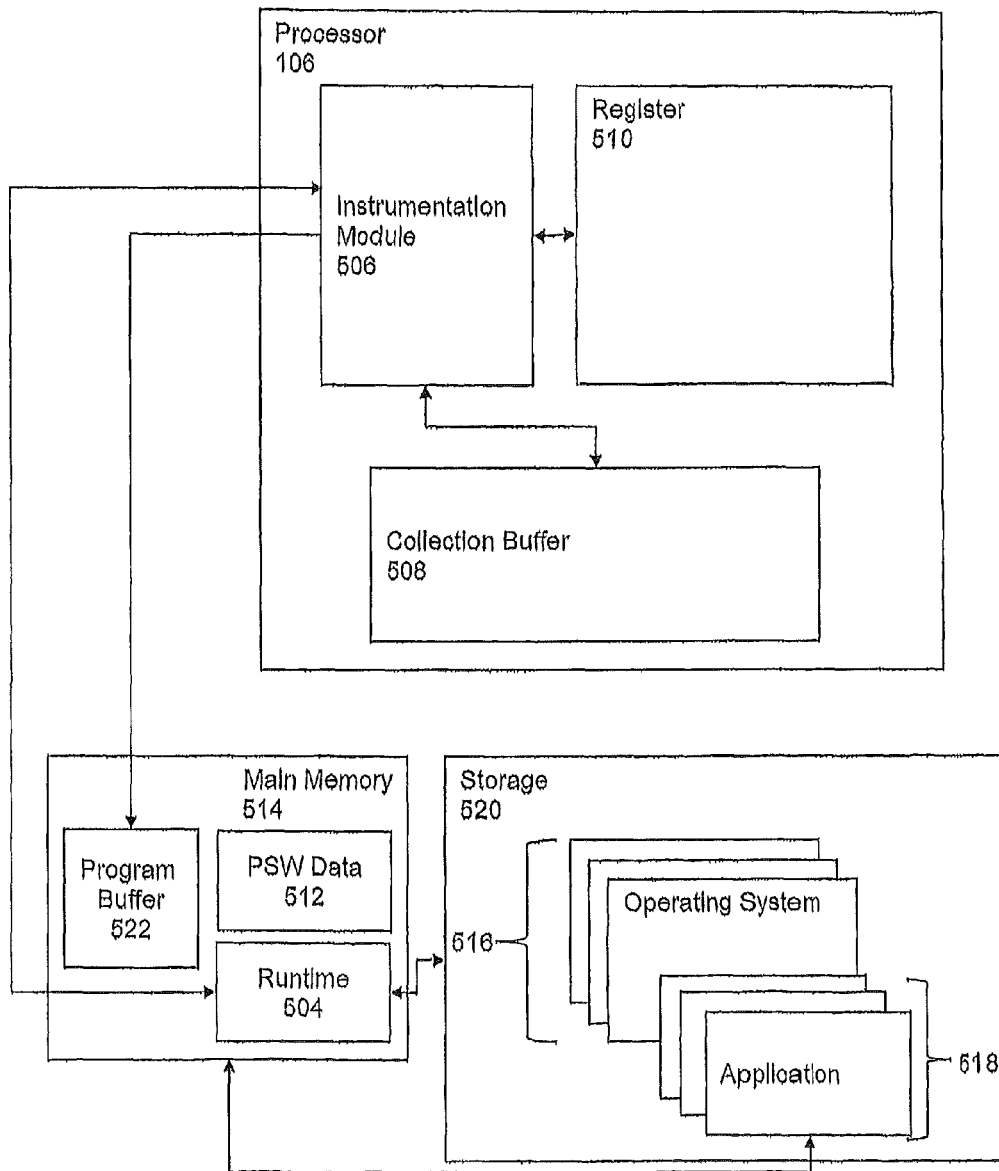 Processor
106
Register
510
Instrumentation
Module
506
Collection Buffer
508
Main Memory
514
Program
Buffer
522
PSW Data
512
Runtime
504
Storage
520
Operating System
516
Application
518